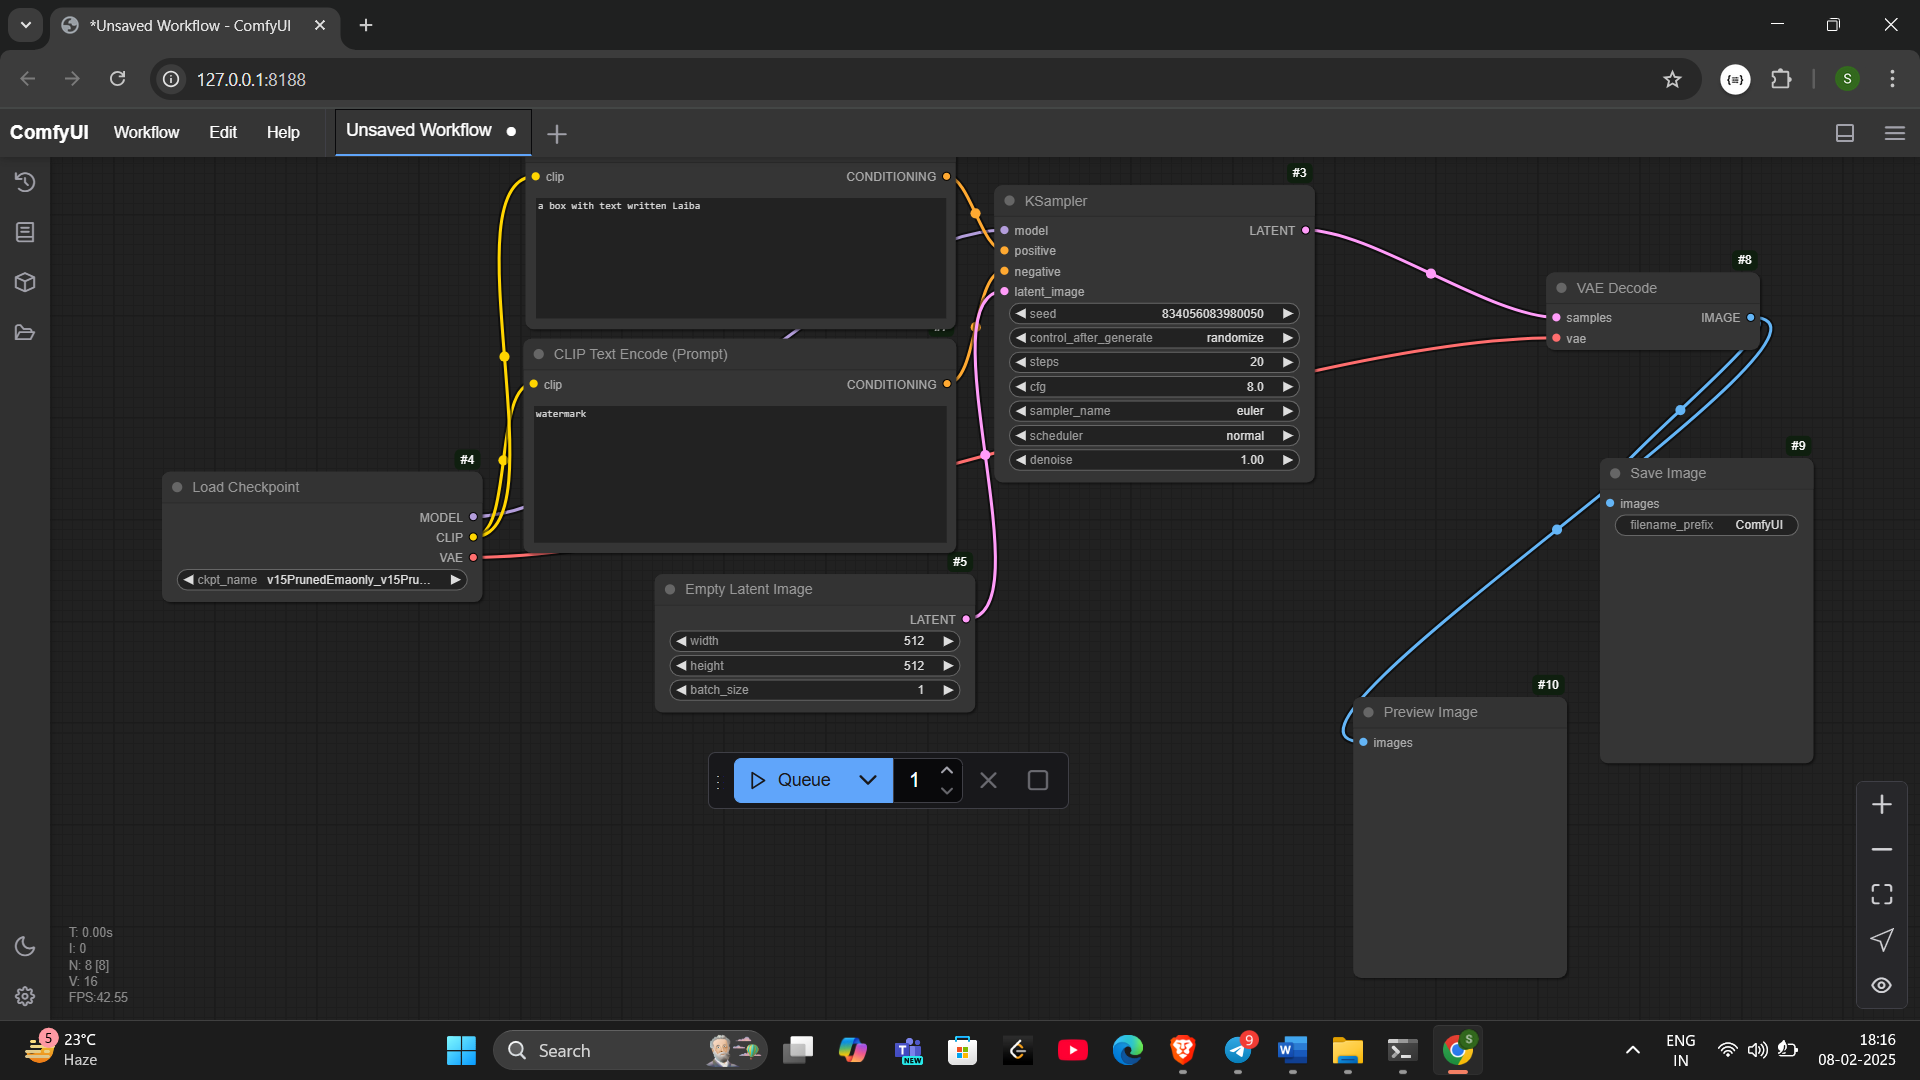 *Unsaved Workflow - ComfyUI
127.0.0.1:8188
S
ComfyUI
Workflow
Edit
Help
Unsaved Workflow
clip
CONDITIONING
a box with text written Laiba
CLIP Text Encode (Prompt)
clip
CONDITIONING
watermark
#4
Load Checkpoint
MODEL
CLIP
VAE
ckpt_name v15PrunedEmaonly_v15Pru...
#5
Empty Latent Image
LATENT
width 512
height 512
batch_size 1
#3
KSampler
model
LATENT
positive
negative
latent_image
seed 834056083980050
control_after_generate randomize
steps 20
cfg 8.0
sampler_name euler
scheduler normal
denoise 1.00
#8
VAE Decode
samples
IMAGE
vae
#9
Save Image
images
filename_prefix ComfyUI
#10
Preview Image
images
Queue
1
T: 0.00s
I: 0
N: 8 [8]
V: 16
FPS:42.55
5
23°C
Haze
Search
NEW
9
S
ENG
IN
18:16
08-02-2025